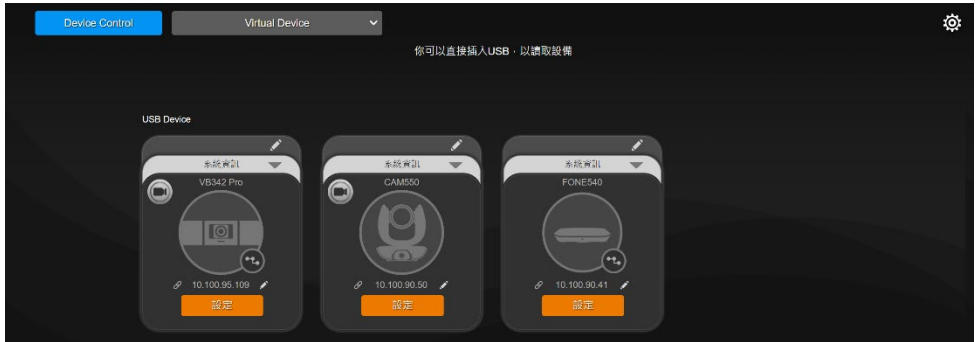 Device Control
Virtual Device
你可以直接插入USB，以讀取設備
USB Device
系統資訊
系統資訊
系統資訊
VB342 Pro
CAM550
FONE540
10.100.95.109
10.100.90.50
10.100.90.41
設定
設定
設定